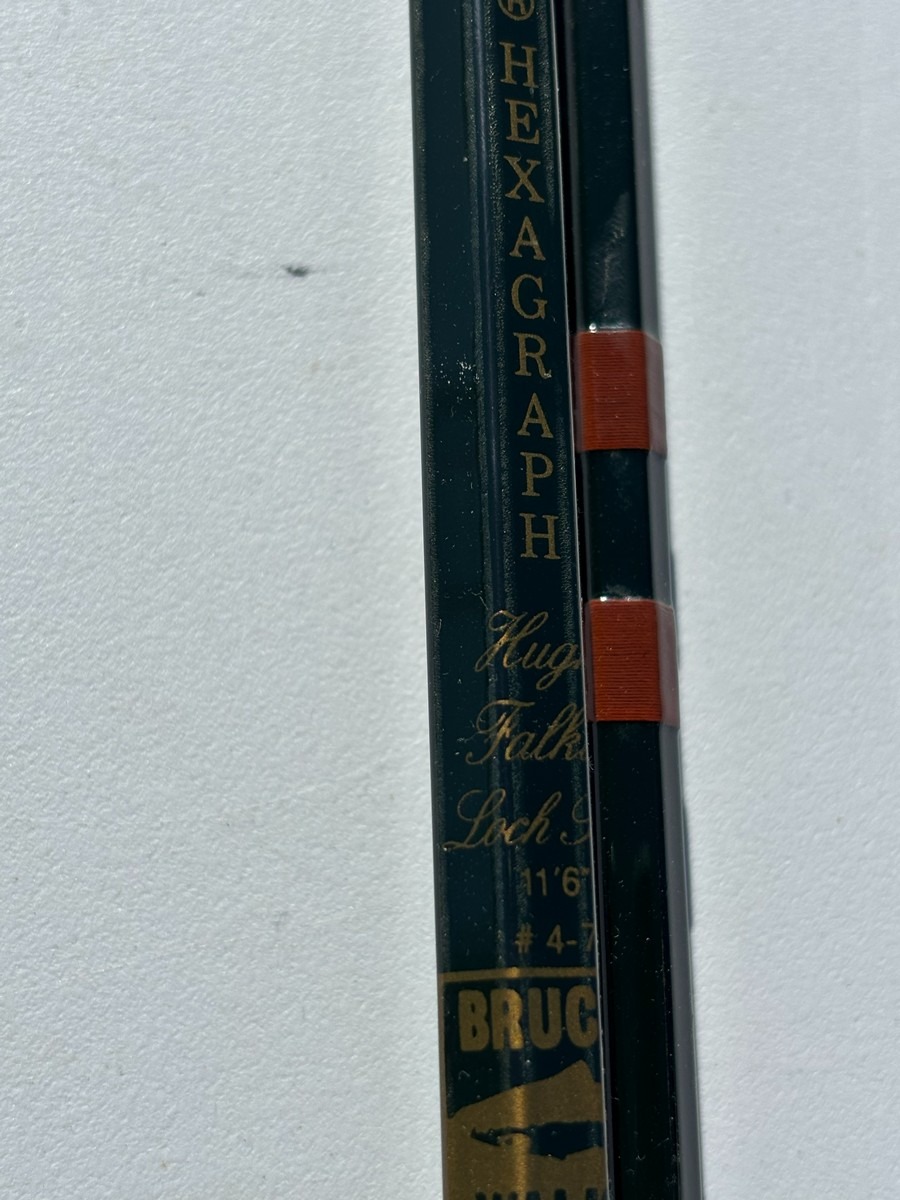 ® HEXAGRAPH
Hug
Falk
Loch
11'6"
# 4-7
BRUC